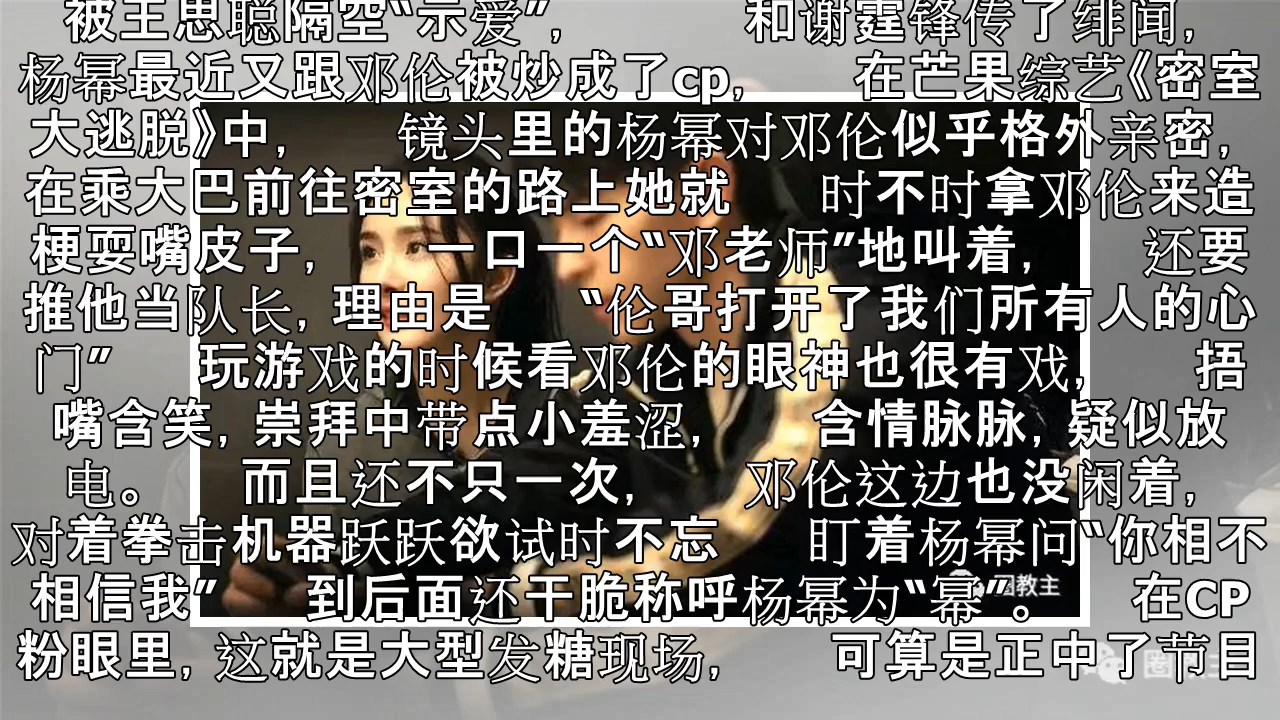 被王思聪隔空“示爱”, 和谢霆锋传了绯闻,
杨幂最近又跟邓伦被炒成了cp, 在芒果综艺《密室
大逃脱》中, 镜头里的杨幂对邓伦似乎格外亲密,
在乘大巴前往密室的路上她就 时不时拿邓伦来造
梗耍嘴皮子, 一口一个“邓老师”地叫着, 还要
推他当队长, 理由是 “伦哥打开了我们所有人的心
门” 玩游戏的时候看邓伦的眼神也很有戏, 捂
嘴含笑, 崇拜中带点小羞涩, 含情脉脉, 疑似放
电。 而且还不只一次, 邓伦这边也没闲着,
对着拳击机器跃跃欲试时不忘 盯着杨幂问“你相不
相信我” 到后面还干脆称呼杨幂为“幂”。 在CP
粉眼里, 这就是大型发糖现场, 可算是正中了节目
圈教主